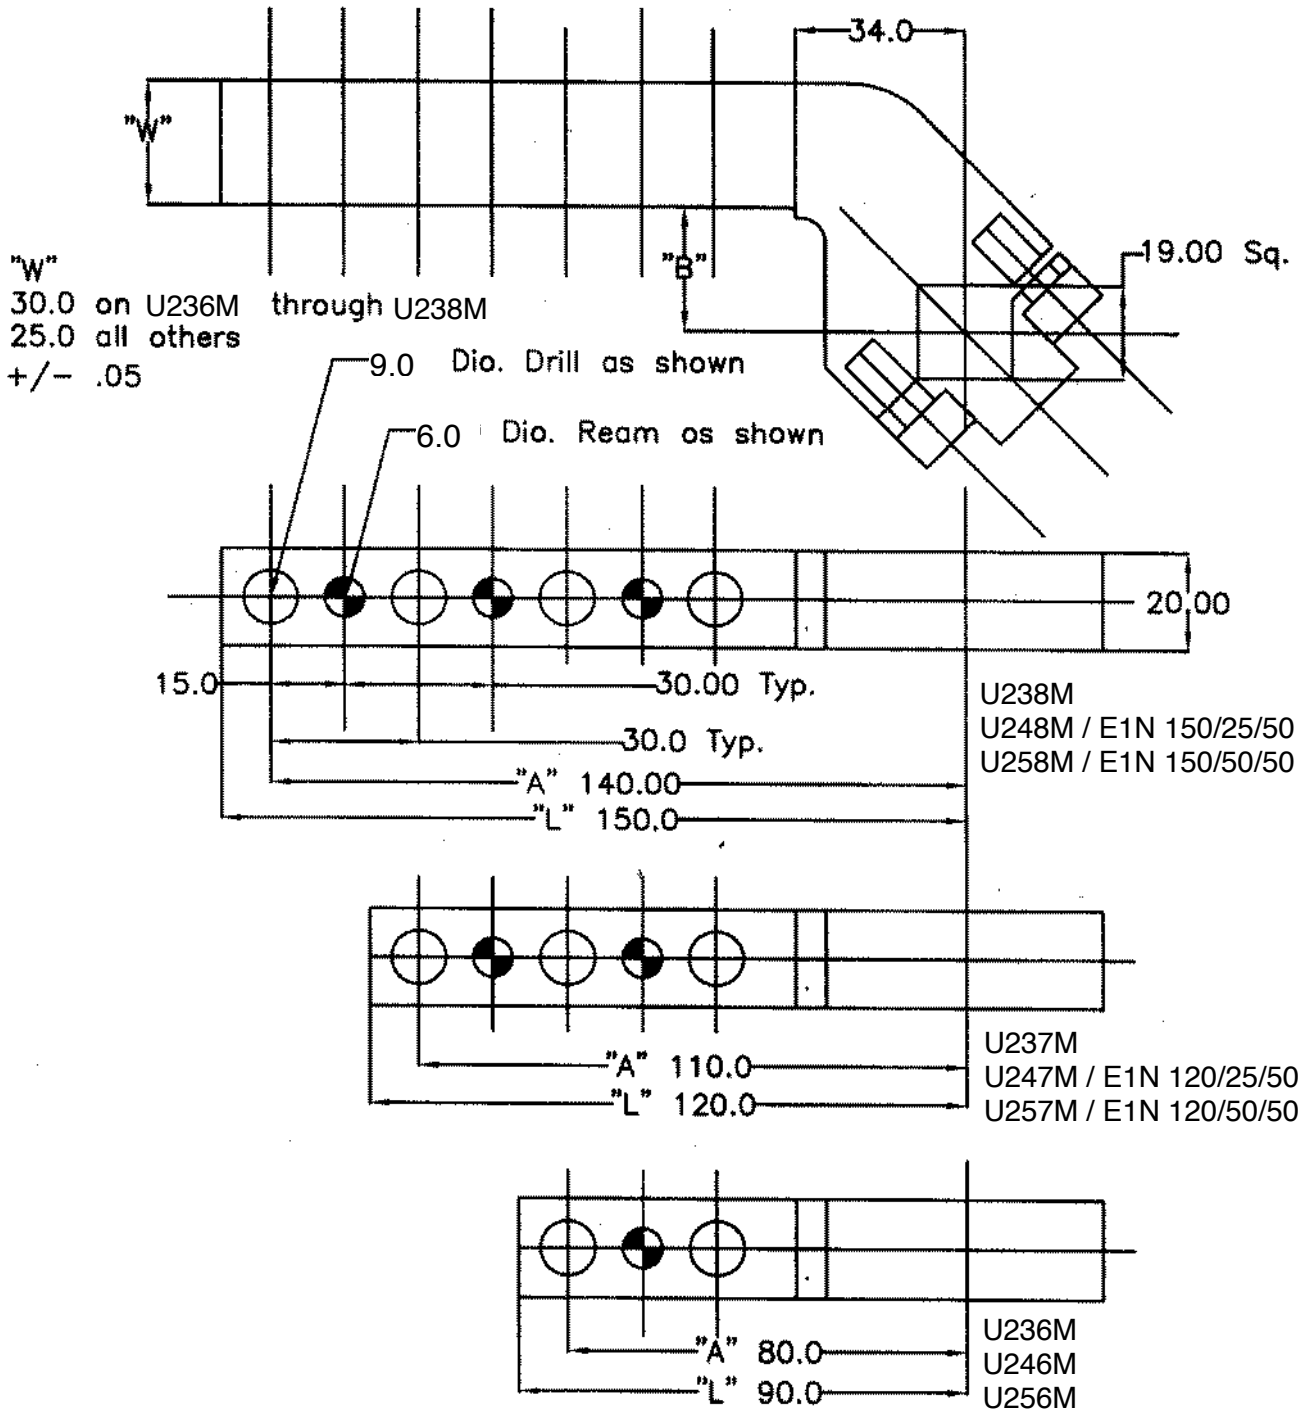 34.0
"W"
"B"
19.00 Sq.
"W"
30.0 on U236M through U238M
25.0 all others
+/- .05
9.0 Dia. Drill as shown
6.0 Dia. Ream as shown
20.00
15.0
30.00 Typ.
30.0 Typ.
"A" 140.00
"L" 150.0
U238M
U248M / E1N 150/25/50
U258M / E1N 150/50/50
"A" 110.0
"L" 120.0
U237M
U247M / E1N 120/25/50
U257M / E1N 120/50/50
"A" 80.0
"L" 90.0
U236M
U246M
U256M